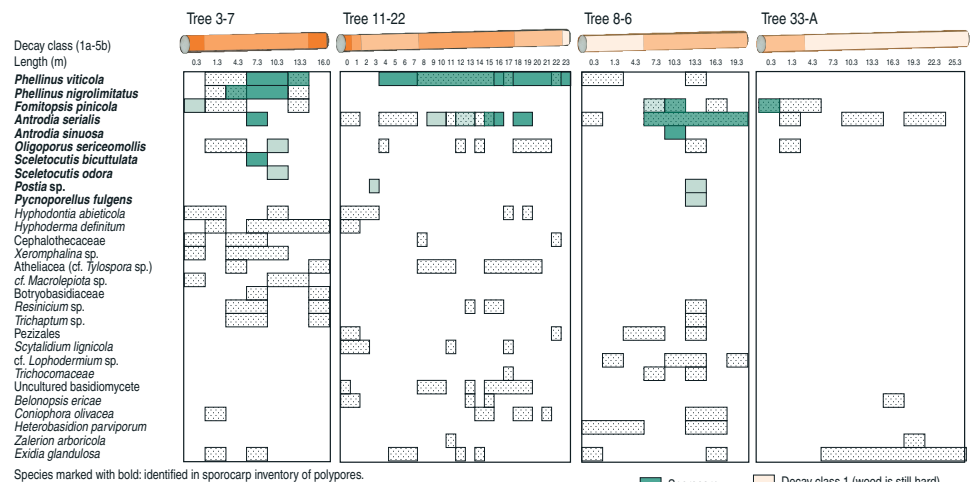 Tree 3-7 Tree 11-22 Tree 8-6 Tree 33-A
Decay class (1a-5b)
Length (m) 0.3 1.3 4.3 7.3 10.3 13.3 16.0 0 1 2 3 4 5 6 7 8 9 10 11 12 13 14 15 16 17 18 19 20 21 22 23 0.3 1.3 4.3 7.3 10.3 13.3 16.3 19.3 0.3 1.3 4.3 7.3 10.3 13.3 16.3 19.3 22.3 25.3
Phellinus viticola
Phellinus nigrolimitatus
Fomitopsis pinicola
Antrodia serialis
Antrodia sinuosa
Oligoporus sericeomollis
Sceletocutis bicuttulata
Sceletocutis odora
Postia sp.
Pycnoporellus fulgens
Hyphodontia abieticola
Hyphoderma definitum
Cephalothecaceae
Xeromphalina sp.
Atheliacea (cf. Tylospora sp.)
cf. Macrolepiota sp.
Botryobasidiaceae
Resinicium sp.
Trichaptum sp.
Pezizales
Scytalidium lignicola
cf. Lophodermium sp.
Trichocomaceae
Uncultured basidiomycete
Belonopsis ericae
Coniophora olivacea
Heterobasidion parviporum
Zalerion arboricola
Exidia glandulosa
Species marked with bold: identified in sporocarp inventory of polypores.
Decay class 1 (wood is still hard)